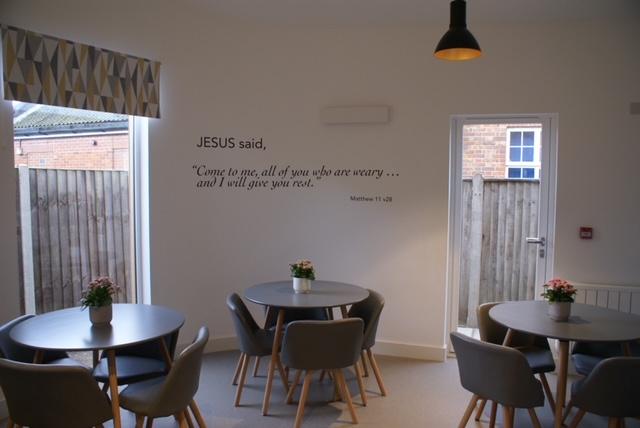 JESUS said,
“Come to me, all of you who are weary ...
and I will give you rest.”
Matthew 11 v28